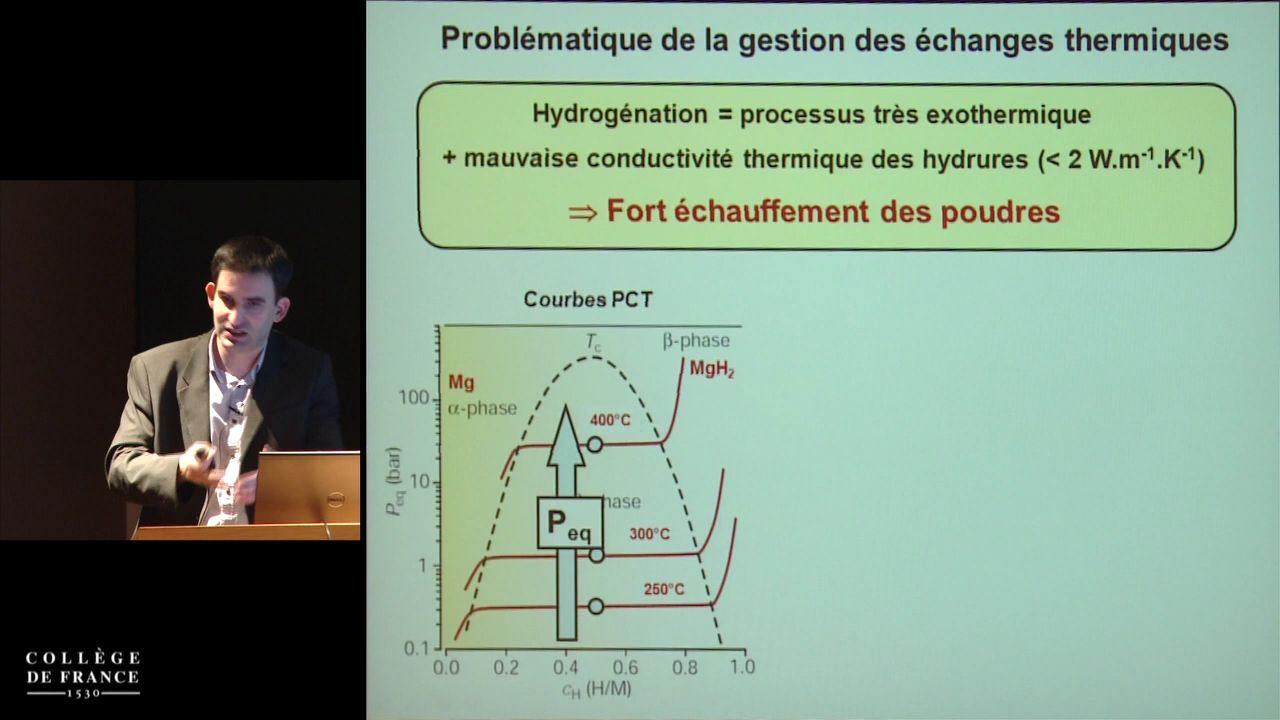 Problématique de la gestion des échanges thermiques
Hydrogénation = processus très exothermique
+ mauvaise conductivité thermique des hydrures (< 2 W.m⁻¹.K⁻¹)
⇒ Fort échauffement des poudres
Courbes PCT
Tc
β-phase
MgH₂
Mg
α-phase
400°C
hase
Peq
300°C
250°C
Peq (bar)
100
10
1
0.1
0.0 0.2 0.4 0.6 0.8 1.0
cH (H/M)
DELL
COLLÈGE
DE FRANCE
1530